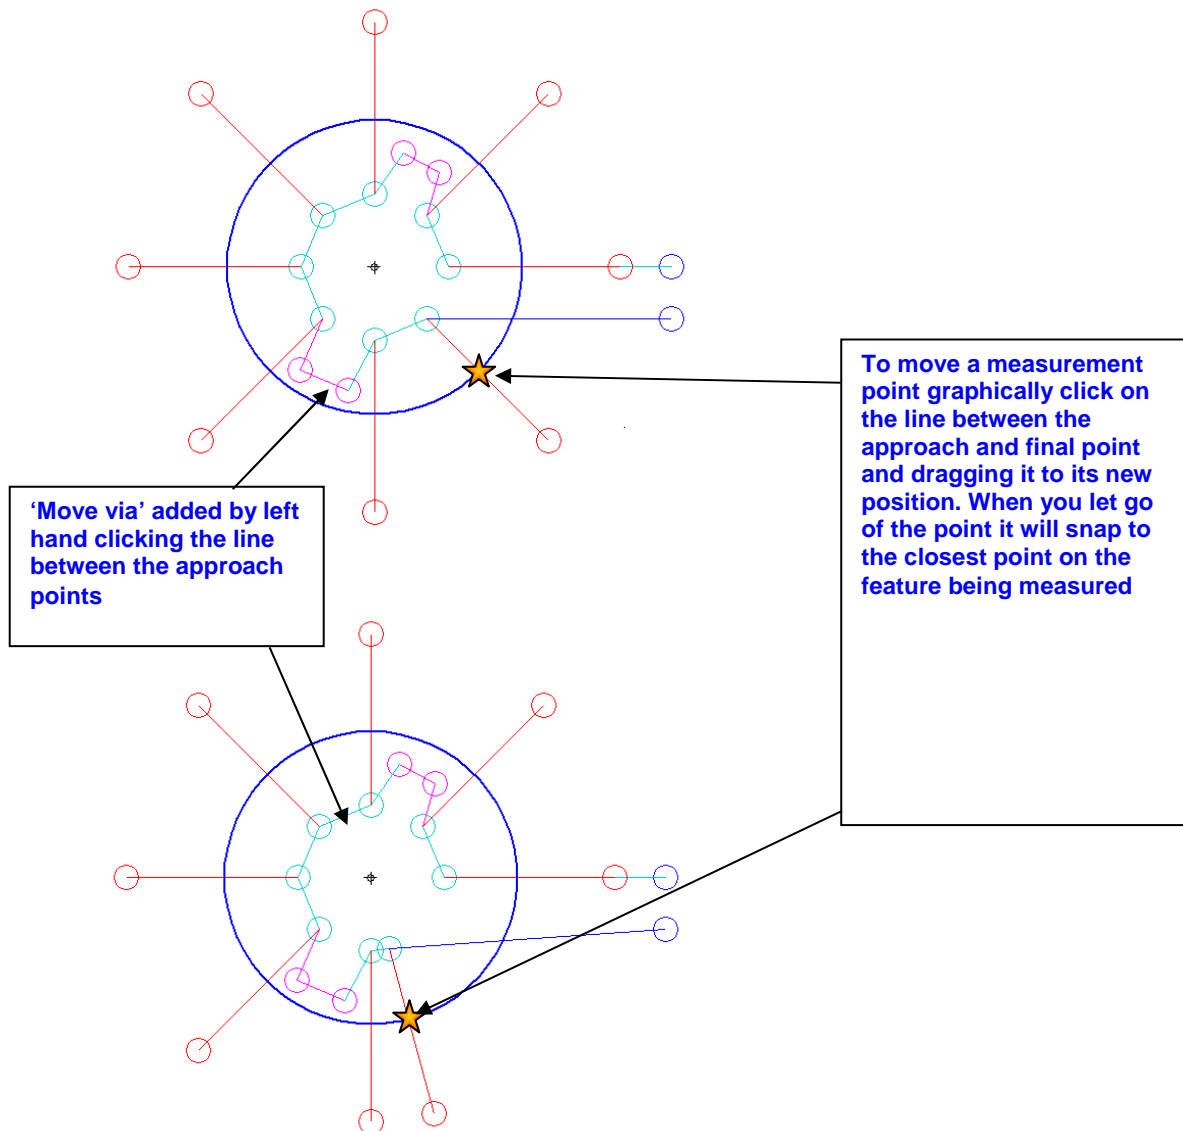 To move a measurement
point graphically click on
the line between the
approach and final point
and dragging it to its new
position. When you let go
of the point it will snap to
the closest point on the
feature being measured
‘Move via’ added by left
hand clicking the line
between the approach
points